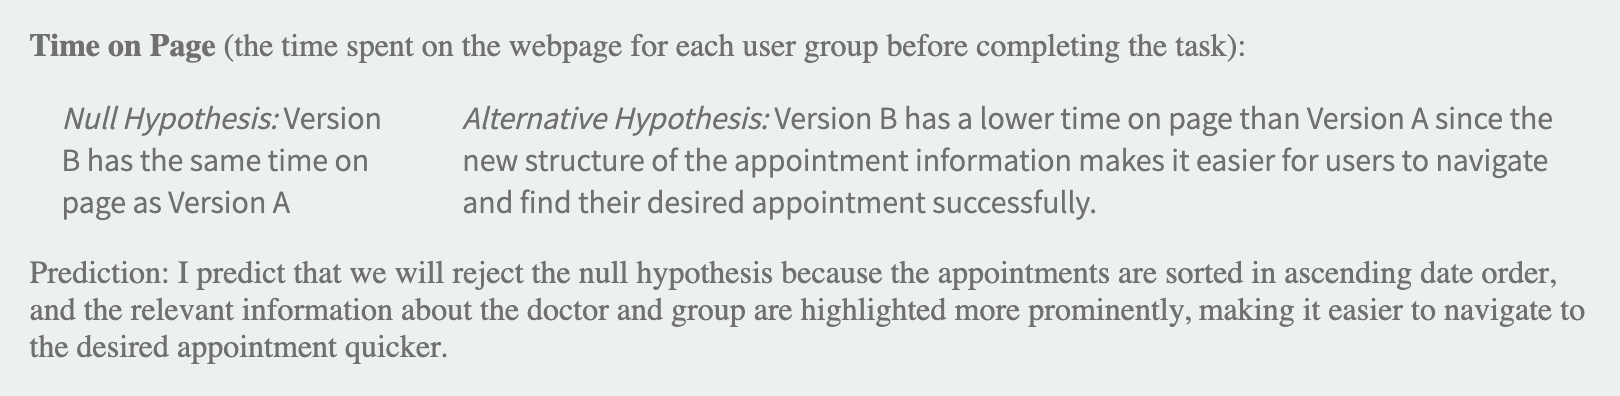 Time on Page (the time spent on the webpage for each user group before completing the task):
Null Hypothesis: Version
B has the same time on
page as Version A
Alternative Hypothesis: Version B has a lower time on page than Version A since the
new structure of the appointment information makes it easier for users to navigate
and find their desired appointment successfully.
Prediction: I predict that we will reject the null hypothesis because the appointments are sorted in ascending date order,
and the relevant information about the doctor and group are highlighted more prominently, making it easier to navigate to
the desired appointment quicker.